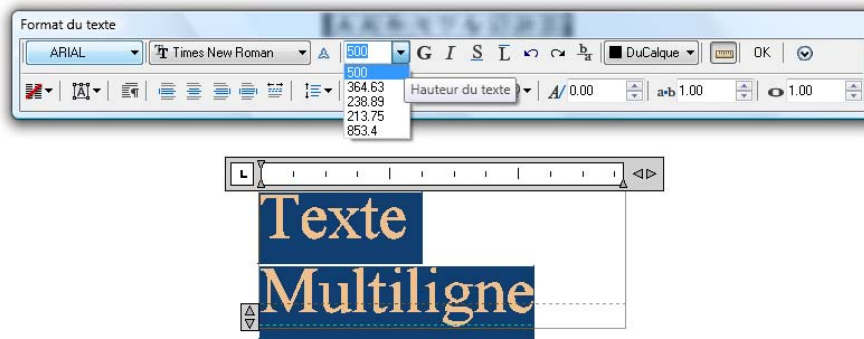 Format du texte
ARIAL Times New Roman 500 G I S L b/a DuCalque OK
500
364.63
238.89
213.75
853.4
Hauteur du texte
A/ 0.00 a•b 1.00 1.00
Texte
Multiligne